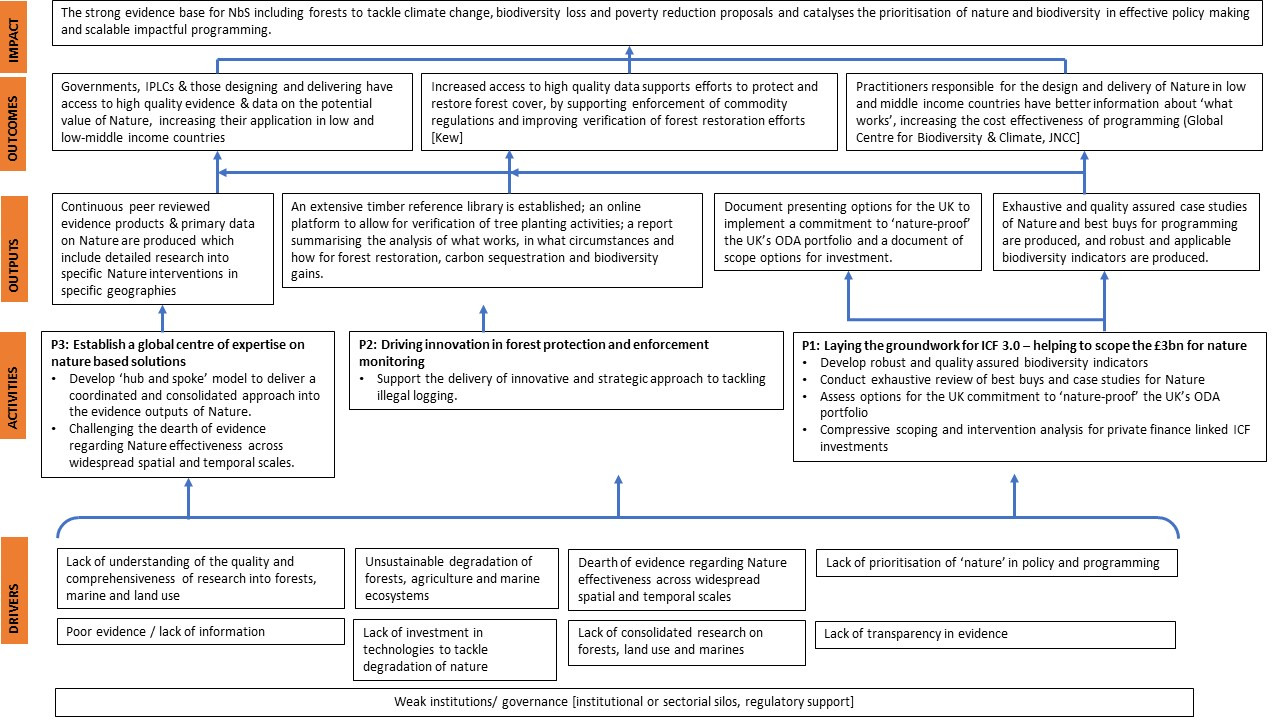 IMPACT
The strong evidence base for NbS including forests to tackle climate change, biodiversity loss and poverty reduction proposals and catalyses the prioritisation of nature and biodiversity in effective policy making
and scalable impactful programming.
OUTCOMES
Governments, IPLCs & those designing and delivering have
access to high quality evidence & data on the potential
value of Nature, increasing their application in low and
low-middle income countries
Increased access to high quality data supports efforts to protect and
restore forest cover, by supporting enforcement of commodity
regulations and improving verification of forest restoration efforts
[Kew]
Practitioners responsible for the design and delivery of Nature in low
and middle income countries have better information about ‘what
works’, increasing the cost effectiveness of programming (Global
Centre for Biodiversity & Climate, JNCC]
OUTPUTS
Continuous peer reviewed
evidence products & primary data
on Nature are produced which
include detailed research into
specific Nature interventions in
specific geographies
An extensive timber reference library is established; an online
platform to allow for verification of tree planting activities; a report
summarising the analysis of what works, in what circumstances and
how for forest restoration, carbon sequestration and biodiversity
gains.
Document presenting options for the UK to
implement a commitment to ‘nature-proof’
the UK’s ODA portfolio and a document of
scope options for investment.
Exhaustive and quality assured case studies
of Nature and best buys for programming
are produced, and robust and applicable
biodiversity indicators are produced.
ACTIVITIES
P3: Establish a global centre of expertise on
nature based solutions
• Develop ‘hub and spoke’ model to deliver a
coordinated and consolidated approach into
the evidence outputs of Nature.
• Challenging the dearth of evidence
regarding Nature effectiveness across
widespread spatial and temporal scales.
P2: Driving innovation in forest protection and enforcement
monitoring
• Support the delivery of innovative and strategic approach to tackling
illegal logging.
P1: Laying the groundwork for ICF 3.0 – helping to scope the £3bn for nature
• Develop robust and quality assured biodiversity indicators
• Conduct exhaustive review of best buys and case studies for Nature
• Assess options for the UK commitment to ‘nature-proof’ the UK’s ODA
portfolio
• Compressive scoping and intervention analysis for private finance linked ICF
investments
DRIVERS
Lack of understanding of the quality and
comprehensiveness of research into forests,
marine and land use
Unsustainable degradation of
forests, agriculture and marine
ecosystems
Dearth of evidence regarding Nature
effectiveness across widespread
spatial and temporal scales
Lack of prioritisation of ‘nature’ in policy and programming
Poor evidence / lack of information
Lack of investment in
technologies to tackle
degradation of nature
Lack of consolidated research on
forests, land use and marines
Lack of transparency in evidence
Weak institutions/ governance [institutional or sectorial silos, regulatory support]